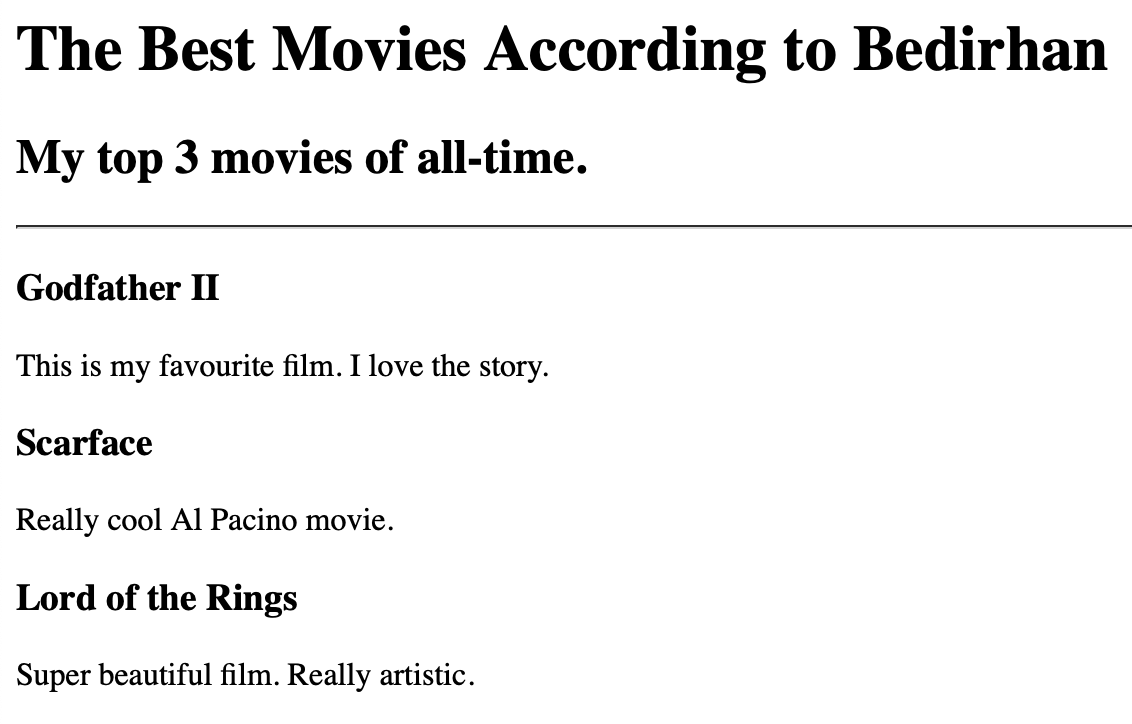 The Best Movies According to Bedirhan
My top 3 movies of all-time.
Godfather II
This is my favourite film. I love the story.
Scarface
Really cool Al Pacino movie.
Lord of the Rings
Super beautiful film. Really artistic.